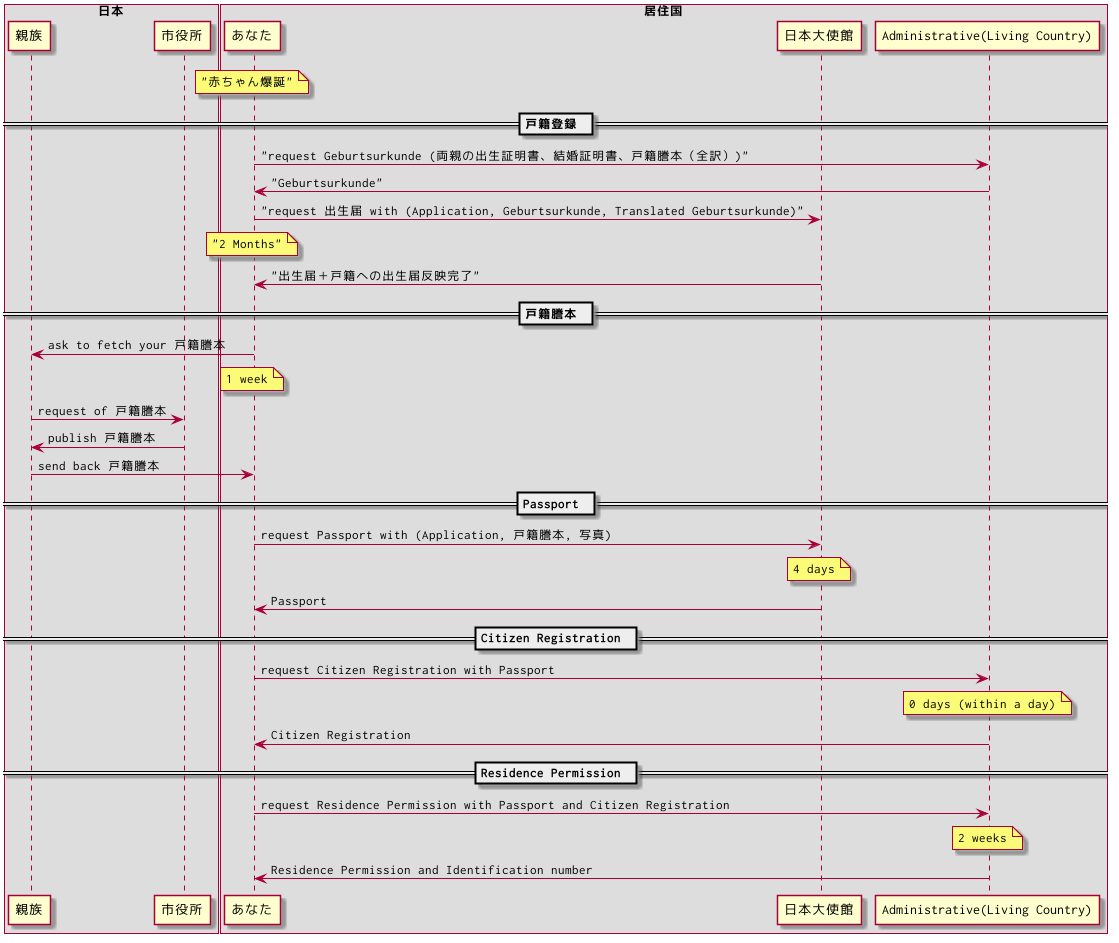 日本
居住国
親族
市役所
あなた
日本大使館
Administrative(Living Country)
"赤ちゃん爆誕"
戸籍登録
"request Geburtsurkunde (両親の出生証明書、結婚証明書、戸籍謄本（全訳）)"
"Geburtsurkunde"
"request 出生届 with (Application, Geburtsurkunde, Translated Geburtsurkunde)"
"2 Months"
"出生届＋戸籍への出生届反映完了"
戸籍謄本
ask to fetch your 戸籍謄本
1 week
request of 戸籍謄本
publish 戸籍謄本
send back 戸籍謄本
Passport
request Passport with (Application, 戸籍謄本, 写真)
4 days
Passport
Citizen Registration
request Citizen Registration with Passport
0 days (within a day)
Citizen Registration
Residence Permission
request Residence Permission with Passport and Citizen Registration
2 weeks
Residence Permission and Identification number
親族
市役所
あなた
日本大使館
Administrative(Living Country)